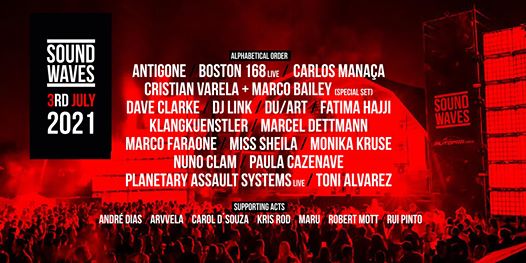 SOUND
WAVES
3RD JULY
2021
ALPHABETICAL ORDER
ANTIGONE / BOSTON 168 LIVE / CARLOS MANAÇA
CRISTIAN VARELA + MARCO BAILEY (SPECIAL SET)
DAVE CLARKE / DJ LINK / DU/ART / FATIMA HAJJI
KLANGKUENSTLER / MARCEL DETTMANN
MARCO FARAONE / MISS SHEILA / MONIKA KRUSE
NUNO CLAM / PAULA CAZENAVE
PLANETARY ASSAULT SYSTEMS LIVE / TONI ALVAREZ
SUPPORTING ACTS
ANDRÉ DIAS / ARVVELA / CAROL D´SOUZA / KRIS ROD / MARU / ROBERT MOTT / RUI PINTO
SOUND
WAVES